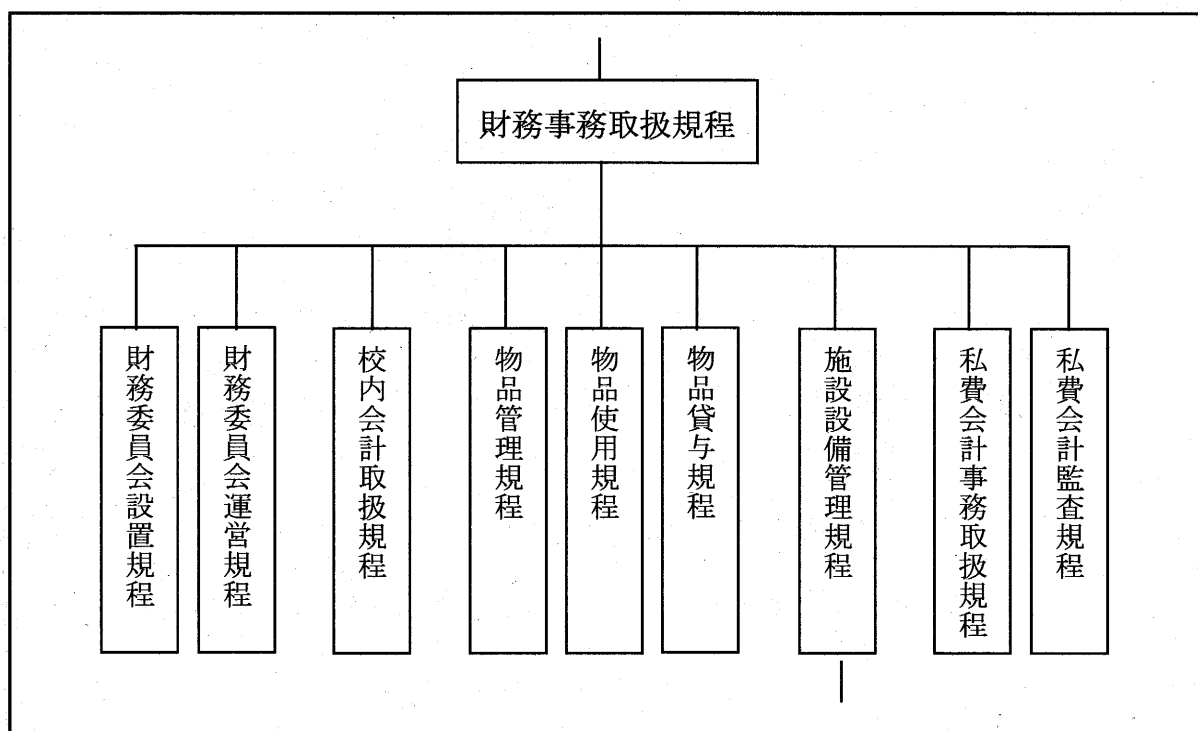 財務事務取扱規程
財務委員会設置規程
財務委員会運営規程
校内会計取扱規程
物品管理規程
物品使用規程
物品貸与規程
施設設備管理規程
私費会計事務取扱規程
私費会計監査規程